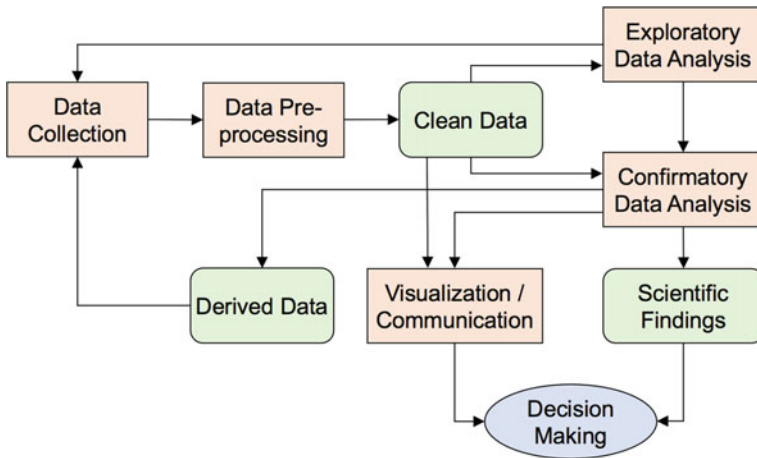 Exploratory
Data Analysis
Data
Collection
Data Pre-
processing
Clean Data
Confirmatory
Data Analysis
Derived Data
Visualization /
Communication
Scientific
Findings
Decision
Making